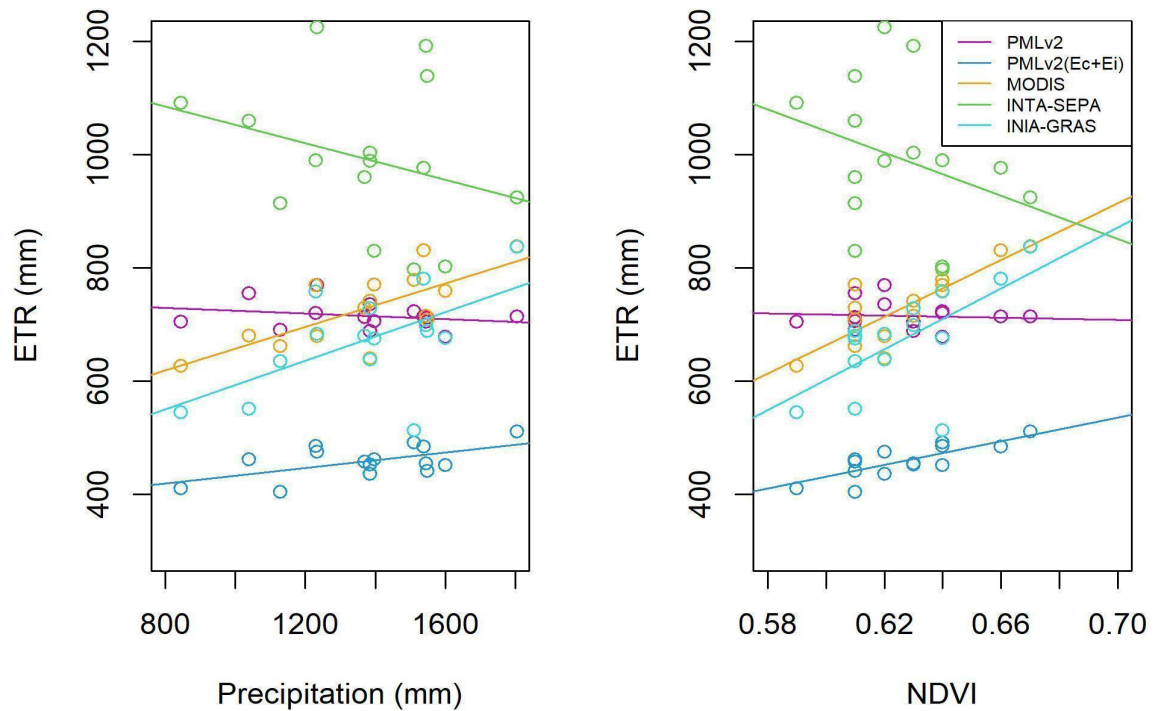 ETR (mm)
400
600
800
1000
1200
800
1200
1600
Precipitation (mm)
ETR (mm)
400
600
800
1000
1200
0.58
0.62
0.66
0.70
NDVI
PMLv2
PMLv2(Ec+Ei)
MODIS
INTA-SEPA
INIA-GRAS